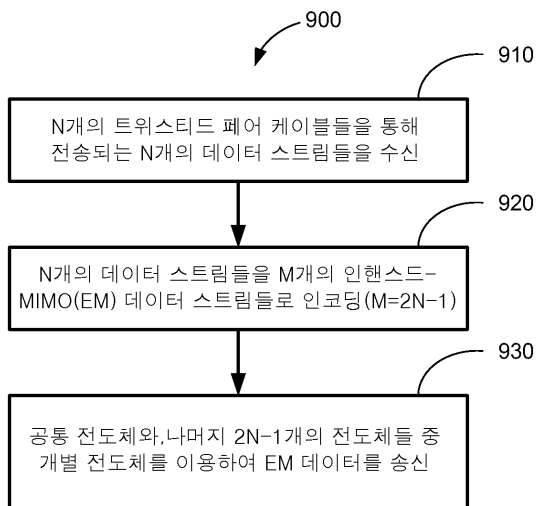 900
910
N개의 트위스티드 페어 케이블들을 통해
전송되는 N개의 데이터 스트림들을 수신
920
N개의 데이터 스트림들을 M개의 인핸스드-
MIMO(EM) 데이터 스트림들로 인코딩(M=2N-1)
930
공통 전도체와,나머지 2N-1개의 전도체들 중
개별 전도체를 이용하여 EM 데이터를 송신